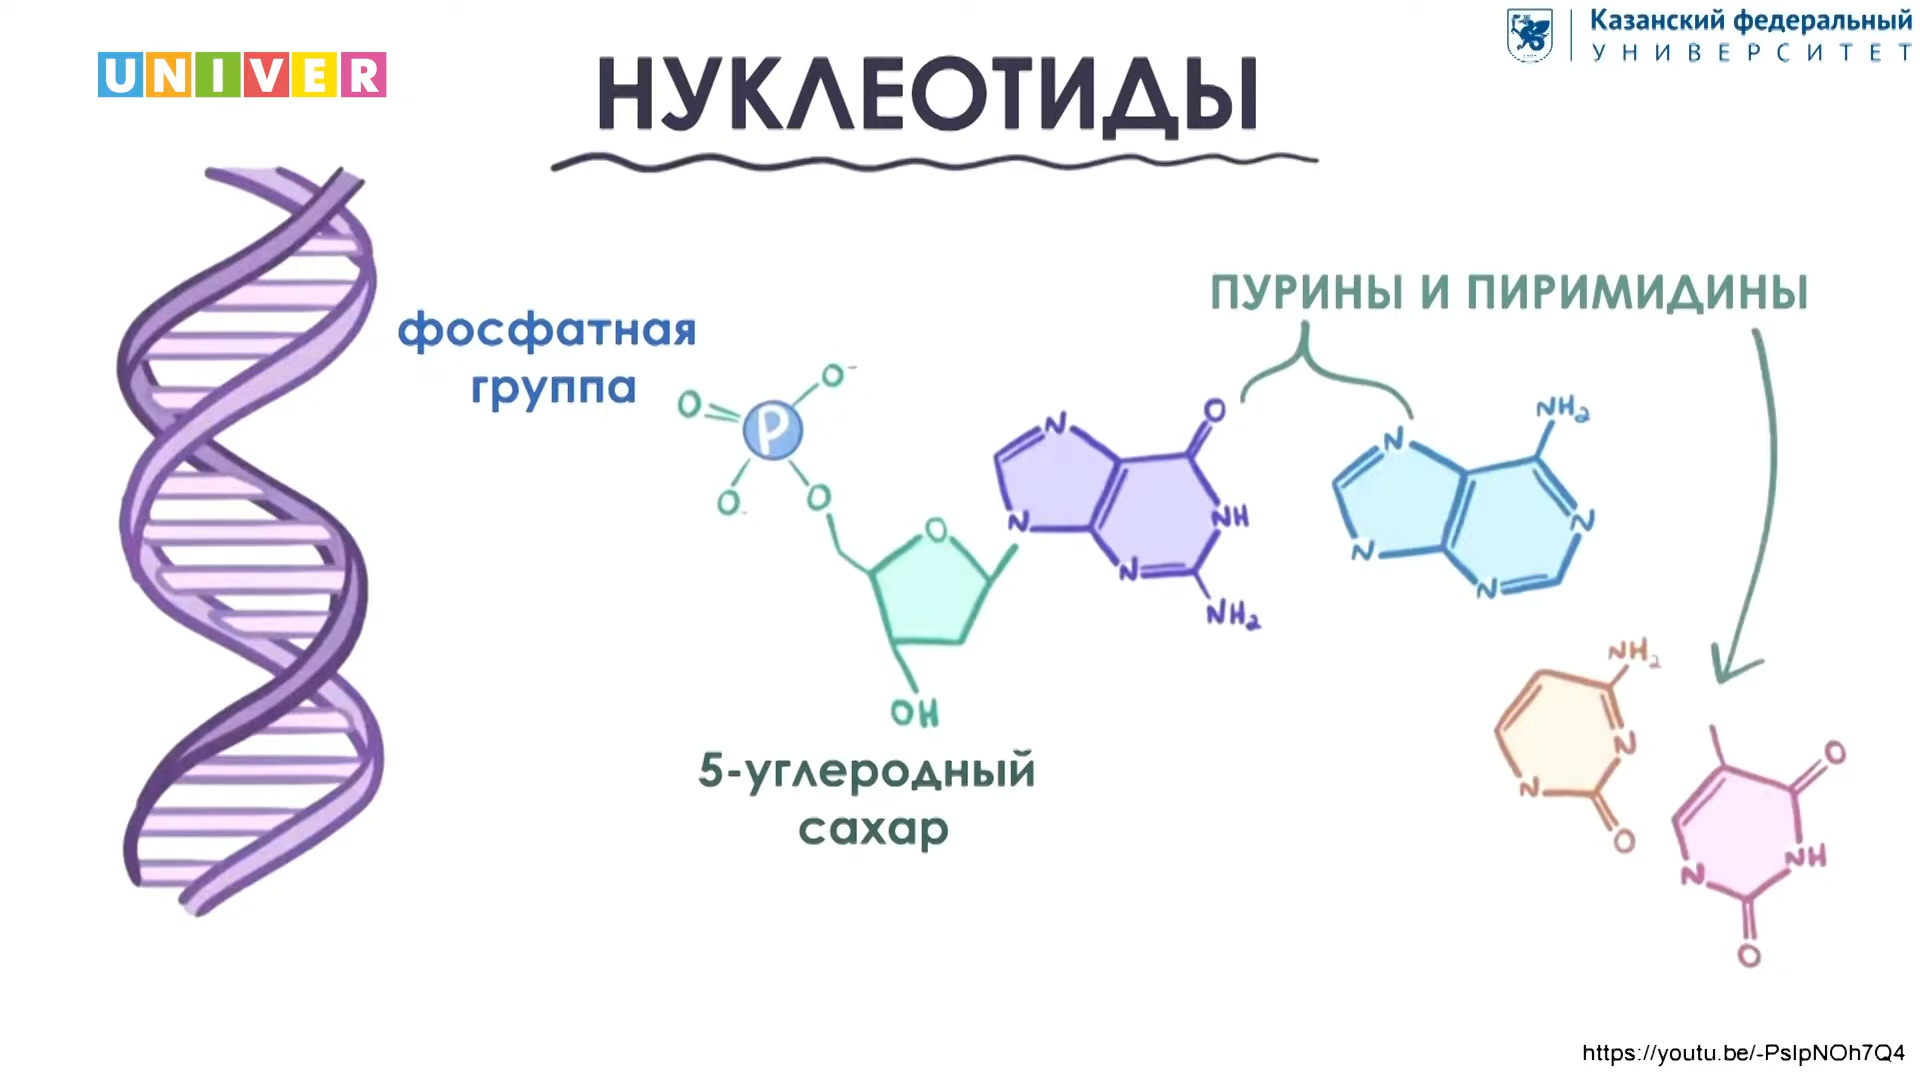 UNIVER
Казанский федеральный
УНИВЕРСИТЕТ
НУКЛЕОТИДЫ
ПУРИНЫ И ПИРИМИДИНЫ
фосфатная
группа
O⁻
O
P
O⁻
O
O
OH
N
O
N
NH
N
NH₂
NH₂
N
N
N
N
NH₂
N
N
O
O
NH
N
O
5-углеродный
сахар
https://youtu.be/-PsIpNOh7Q4